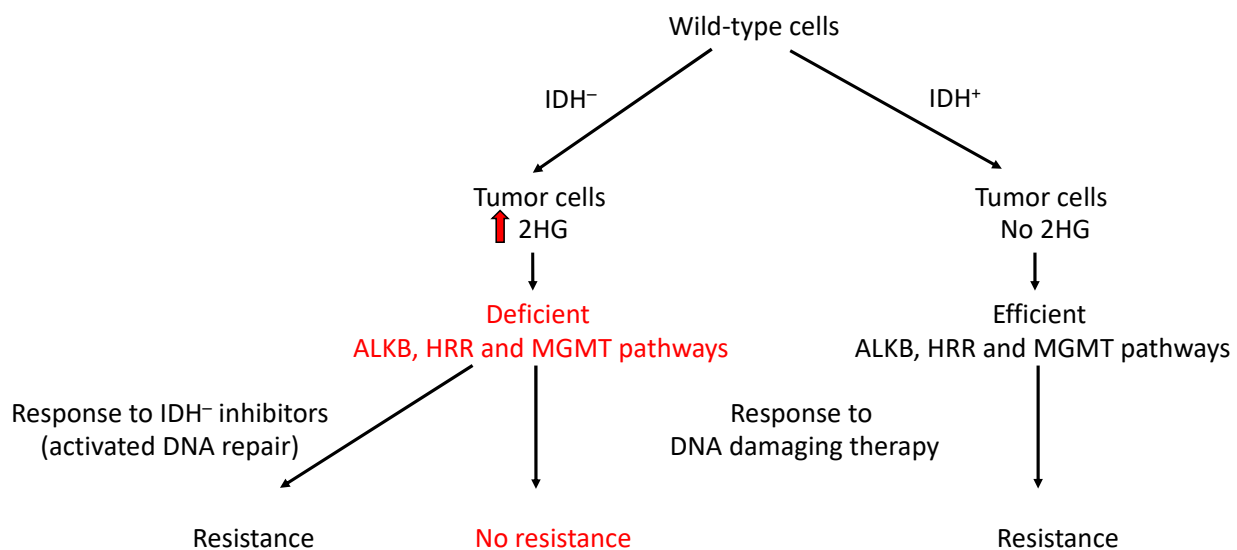 Wild-type cells
IDH⁻
IDH⁺
Tumor cells
2HG
Tumor cells
No 2HG
Deficient
ALKB, HRR and MGMT pathways
Efficient
ALKB, HRR and MGMT pathways
Response to IDH⁻ inhibitors
(activated DNA repair)
Response to
DNA damaging therapy
Resistance
No resistance
Resistance